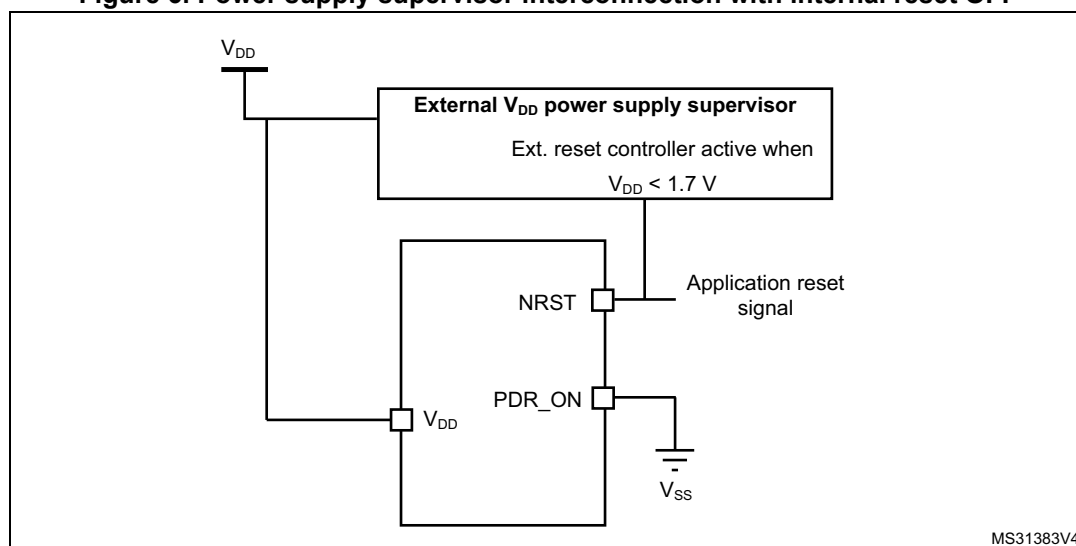 Figure 6. Power supply supervisor interconnection with internal reset OFF
VDD
External VDD power supply supervisor
Ext. reset controller active when
VDD < 1.7 V
NRST
Application reset
signal
PDR_ON
VDD
VSS
MS31383V4